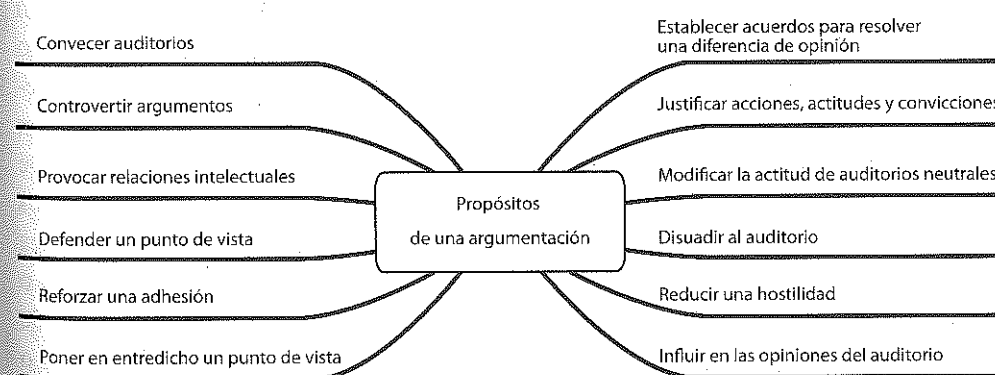 Convecer auditorios
Controvertir argumentos
Provocar relaciones intelectuales
Defender un punto de vista
Reforzar una adhesión
Poner en entredicho un punto de vista
Propósitos
de una argumentación
Establecer acuerdos para resolver
una diferencia de opinión
Justificar acciones, actitudes y convicciones
Modificar la actitud de auditorios neutrales
Disuadir al auditorio
Reducir una hostilidad
Influir en las opiniones del auditorio